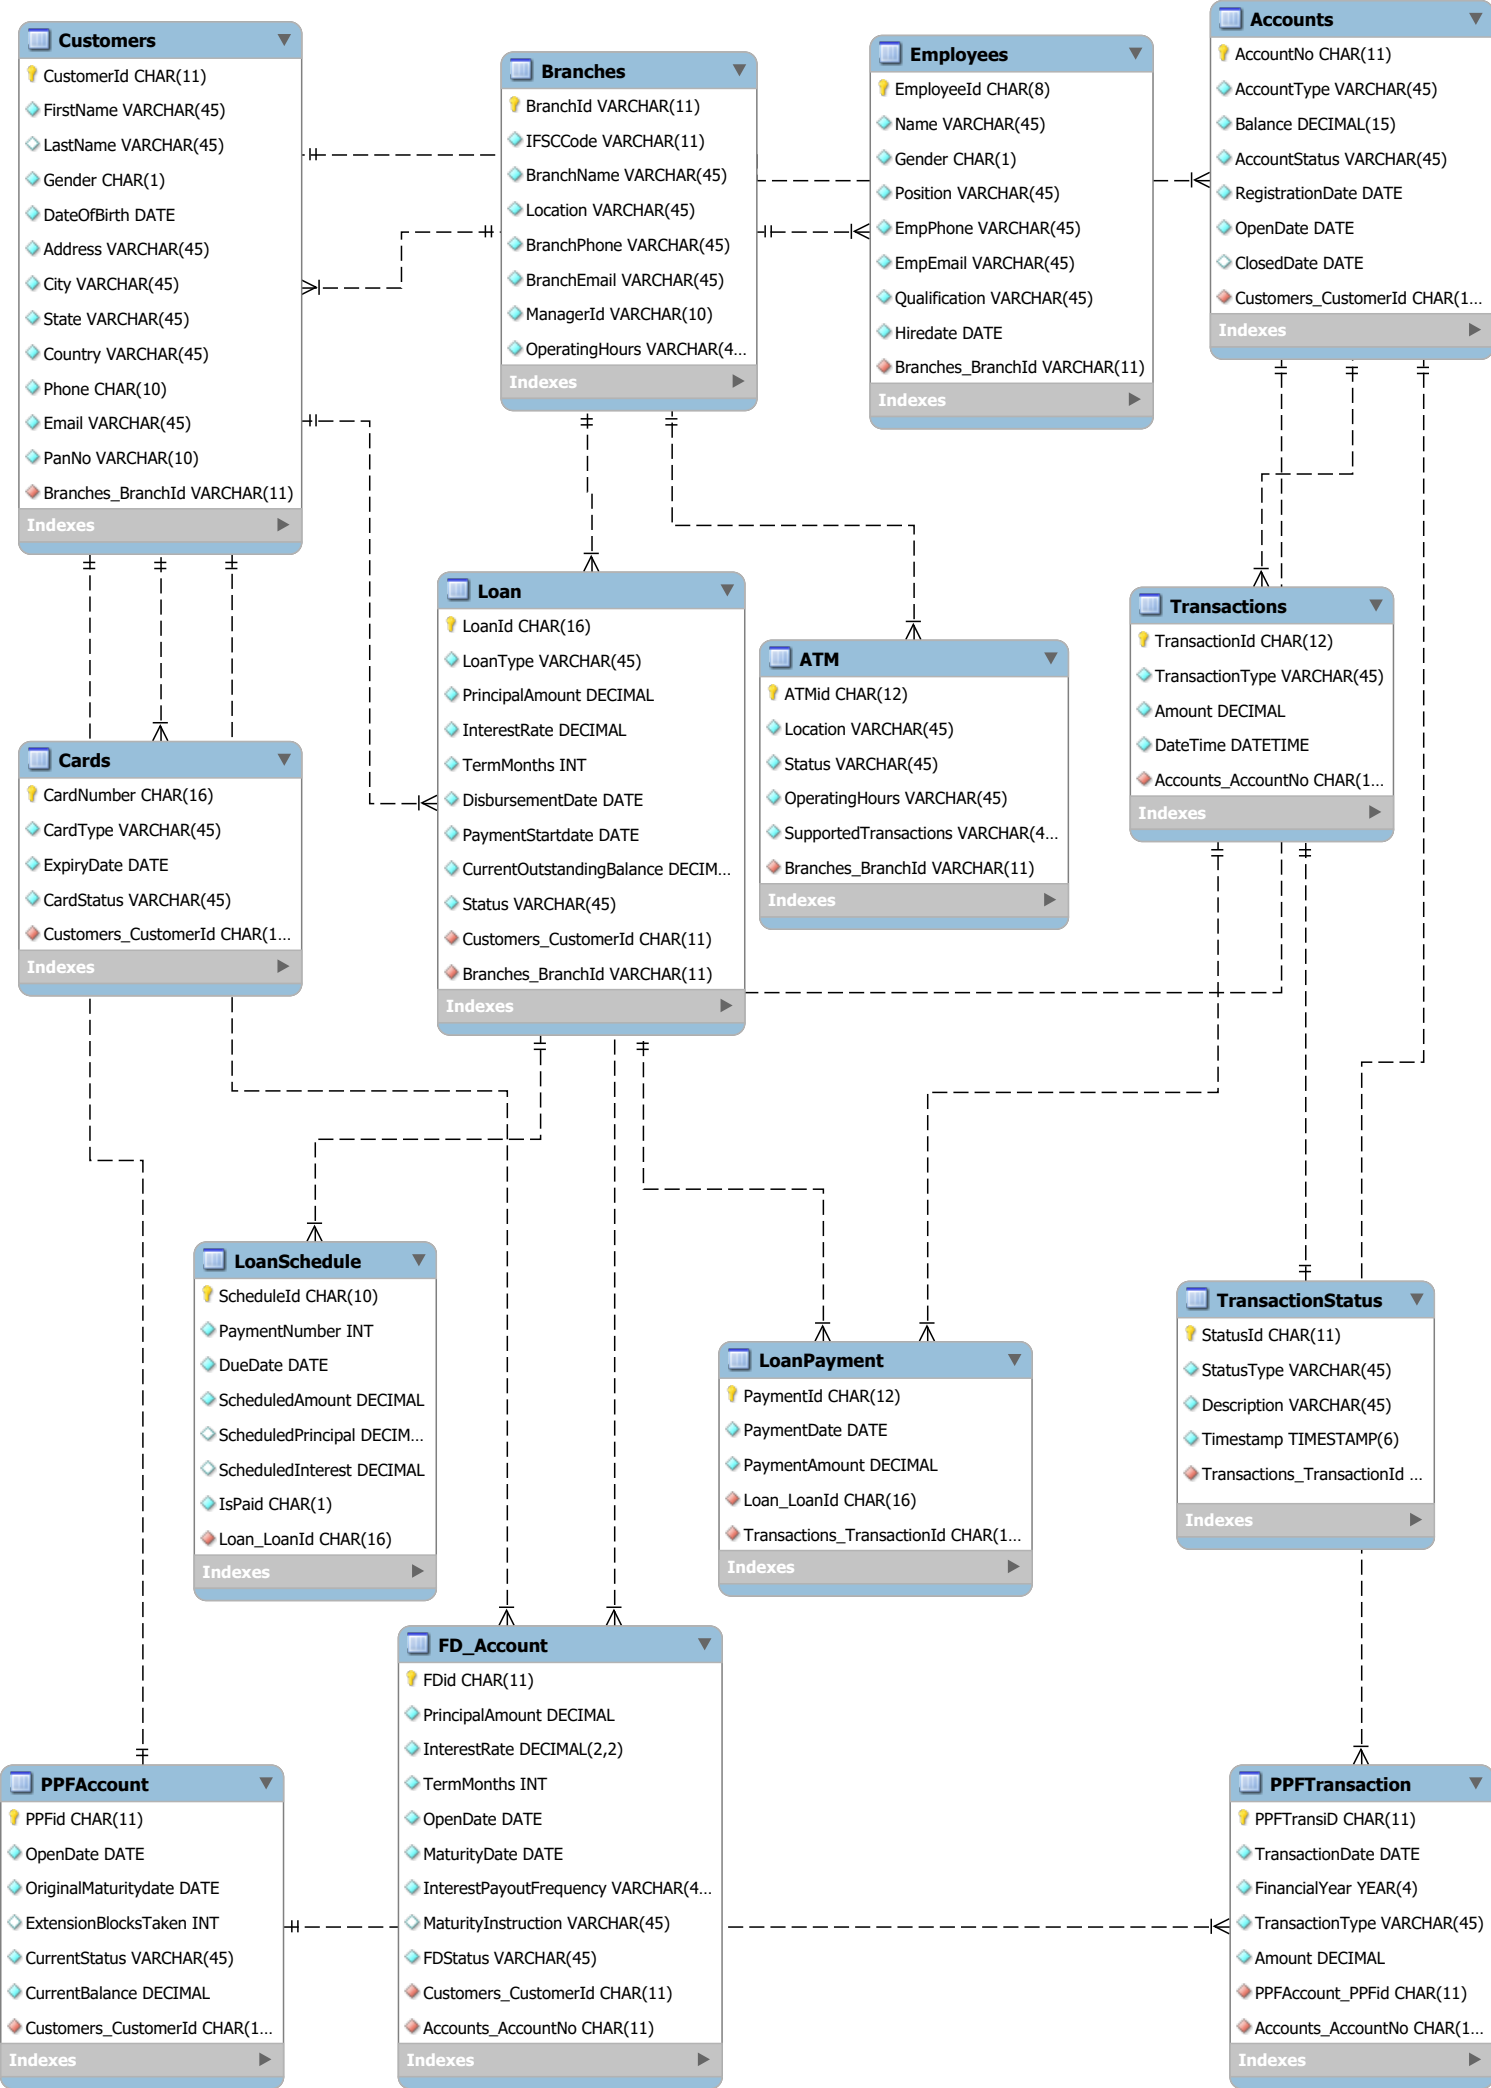 Customers
CustomerId CHAR(11)
FirstName VARCHAR(45)
LastName VARCHAR(45)
Gender CHAR(1)
DateOfBirth DATE
Address VARCHAR(45)
City VARCHAR(45)
State VARCHAR(45)
Country VARCHAR(45)
Phone CHAR(10)
Email VARCHAR(45)
PanNo VARCHAR(10)
Branches_BranchId VARCHAR(11)
Indexes
Branches
BranchId VARCHAR(11)
IFSCCode VARCHAR(11)
BranchName VARCHAR(45)
Location VARCHAR(45)
BranchPhone VARCHAR(45)
BranchEmail VARCHAR(45)
ManagerId VARCHAR(10)
OperatingHours VARCHAR(4...
Indexes
Employees
EmployeeId CHAR(8)
Name VARCHAR(45)
Gender CHAR(1)
Position VARCHAR(45)
EmpPhone VARCHAR(45)
EmpEmail VARCHAR(45)
Qualification VARCHAR(45)
Hiredate DATE
Branches_BranchId VARCHAR(11)
Indexes
Accounts
AccountNo CHAR(11)
AccountType VARCHAR(45)
Balance DECIMAL(15)
AccountStatus VARCHAR(45)
RegistrationDate DATE
OpenDate DATE
ClosedDate DATE
Customers_CustomerId CHAR(1...
Indexes
Cards
CardNumber CHAR(16)
CardType VARCHAR(45)
ExpiryDate DATE
CardStatus VARCHAR(45)
Customers_CustomerId CHAR(1...
Indexes
Loan
LoanId CHAR(16)
LoanType VARCHAR(45)
PrincipalAmount DECIMAL
InterestRate DECIMAL
TermMonths INT
DisbursementDate DATE
PaymentStartdate DATE
CurrentOutstandingBalance DECIM...
Status VARCHAR(45)
Customers_CustomerId CHAR(11)
Branches_BranchId VARCHAR(11)
Indexes
ATM
ATMid CHAR(12)
Location VARCHAR(45)
Status VARCHAR(45)
OperatingHours VARCHAR(45)
SupportedTransactions VARCHAR(4...
Branches_BranchId VARCHAR(11)
Indexes
Transactions
TransactionId CHAR(12)
TransactionType VARCHAR(45)
Amount DECIMAL
DateTime DATETIME
Accounts_AccountNo CHAR(1...
Indexes
LoanSchedule
ScheduleId CHAR(10)
PaymentNumber INT
DueDate DATE
ScheduledAmount DECIMAL
ScheduledPrincipal DECIM...
ScheduledInterest DECIMAL
IsPaid CHAR(1)
Loan_LoanId CHAR(16)
Indexes
LoanPayment
PaymentId CHAR(12)
PaymentDate DATE
PaymentAmount DECIMAL
Loan_LoanId CHAR(16)
Transactions_TransactionId CHAR(1...
Indexes
TransactionStatus
StatusId CHAR(11)
StatusType VARCHAR(45)
Description VARCHAR(45)
Timestamp TIMESTAMP(6)
Transactions_TransactionId ...
Indexes
PPFAccount
PPFid CHAR(11)
OpenDate DATE
OriginalMaturitydate DATE
ExtensionBlocksTaken INT
CurrentStatus VARCHAR(45)
CurrentBalance DECIMAL
Customers_CustomerId CHAR(1...
Indexes
FD_Account
FDid CHAR(11)
PrincipalAmount DECIMAL
InterestRate DECIMAL(2,2)
TermMonths INT
OpenDate DATE
MaturityDate DATE
InterestPayoutFrequency VARCHAR(4...
MaturityInstruction VARCHAR(45)
FDStatus VARCHAR(45)
Customers_CustomerId CHAR(11)
Accounts_AccountNo CHAR(11)
Indexes
PPFTransaction
PPFTransiD CHAR(11)
TransactionDate DATE
FinancialYear YEAR(4)
TransactionType VARCHAR(45)
Amount DECIMAL
PPFAccount_PPFid CHAR(11)
Accounts_AccountNo CHAR(1...
Indexes